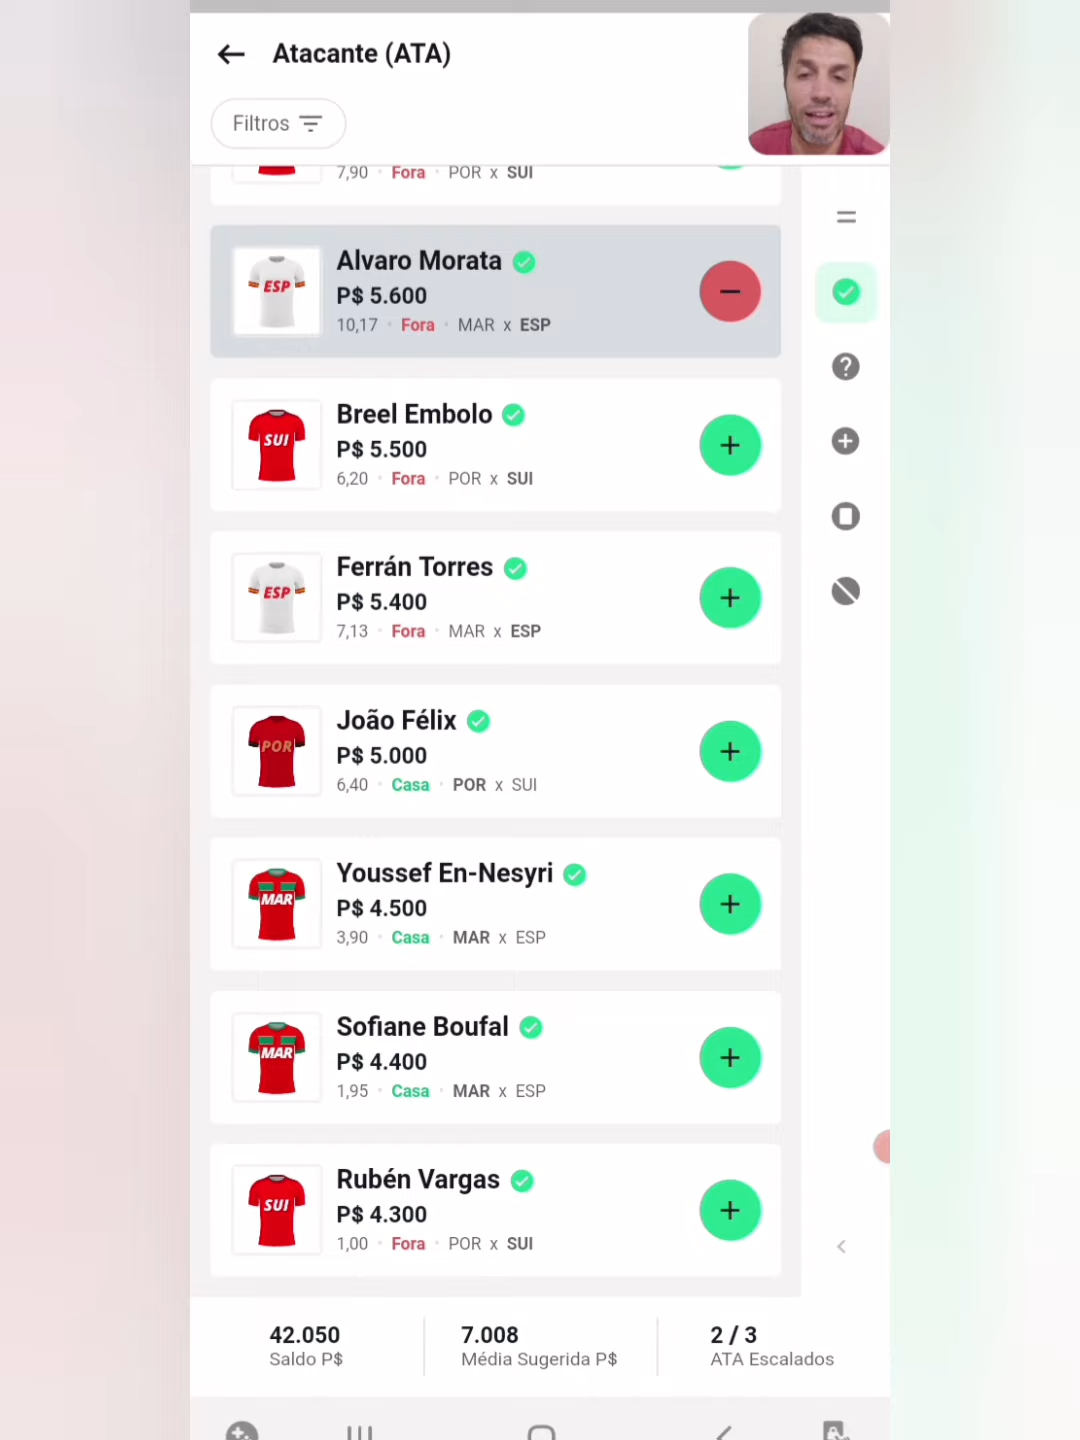 Atacante (ATA)
Filtros
7,90 · Fora · POR x SUI
ESP
Alvaro Morata
P$ 5.600
10,17 · Fora · MAR x ESP
SUI
Breel Embolo
P$ 5.500
6,20 · Fora · POR x SUI
ESP
Ferrán Torres
P$ 5.400
7,13 · Fora · MAR x ESP
POR
João Félix
P$ 5.000
6,40 · Casa · POR x SUI
MAR
Youssef En-Nesyri
P$ 4.500
3,90 · Casa · MAR x ESP
MAR
Sofiane Boufal
P$ 4.400
1,95 · Casa · MAR x ESP
SUI
Rubén Vargas
P$ 4.300
1,00 · Fora · POR x SUI
42.050 7.008 2 / 3
Saldo P$ Média Sugerida P$ ATA Escalados